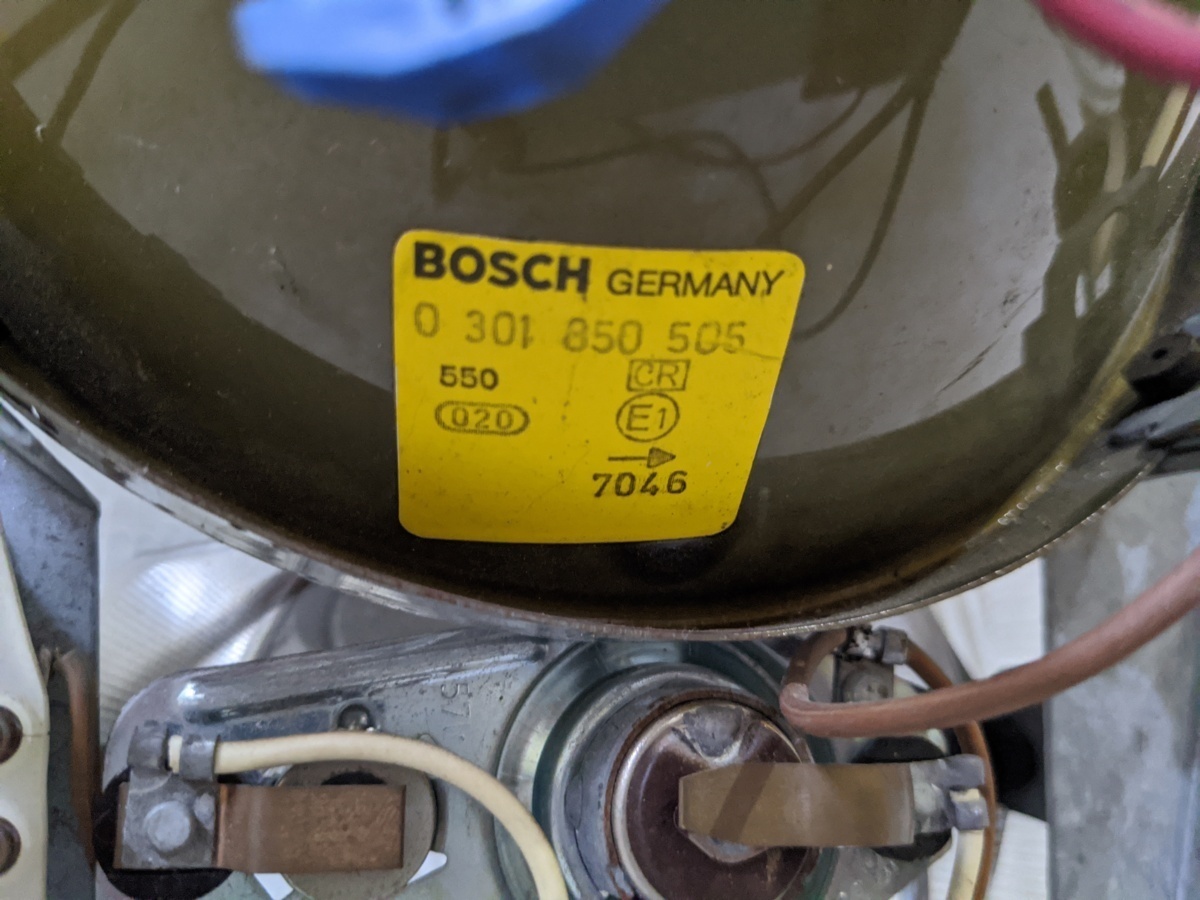 BOSCH GERMANY
0 301 850 505
550 CR
020 E1
→
7046